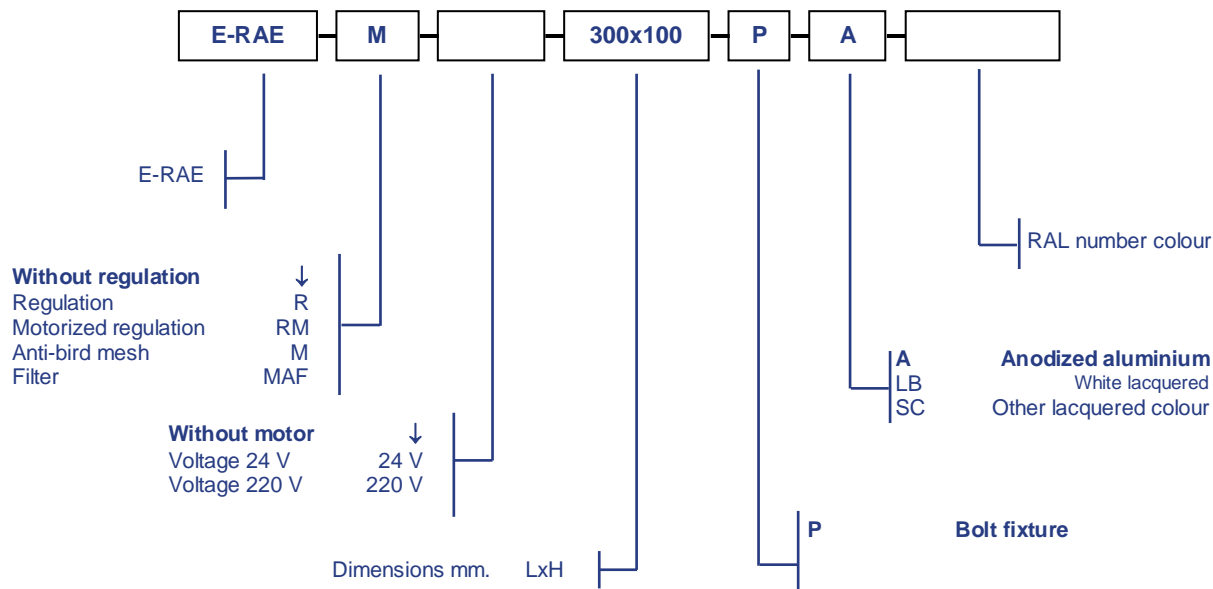 E-RAE M 300x100 P A
E-RAE
RAL number colour
Without regulation ↓
Regulation R
Motorized regulation RM
Anti-bird mesh M
Filter MAF
A Anodized aluminium
LB White lacquered
SC Other lacquered colour
Without motor ↓
Voltage 24 V 24 V
Voltage 220 V 220 V
P Bolt fixture
Dimensions mm. LxH